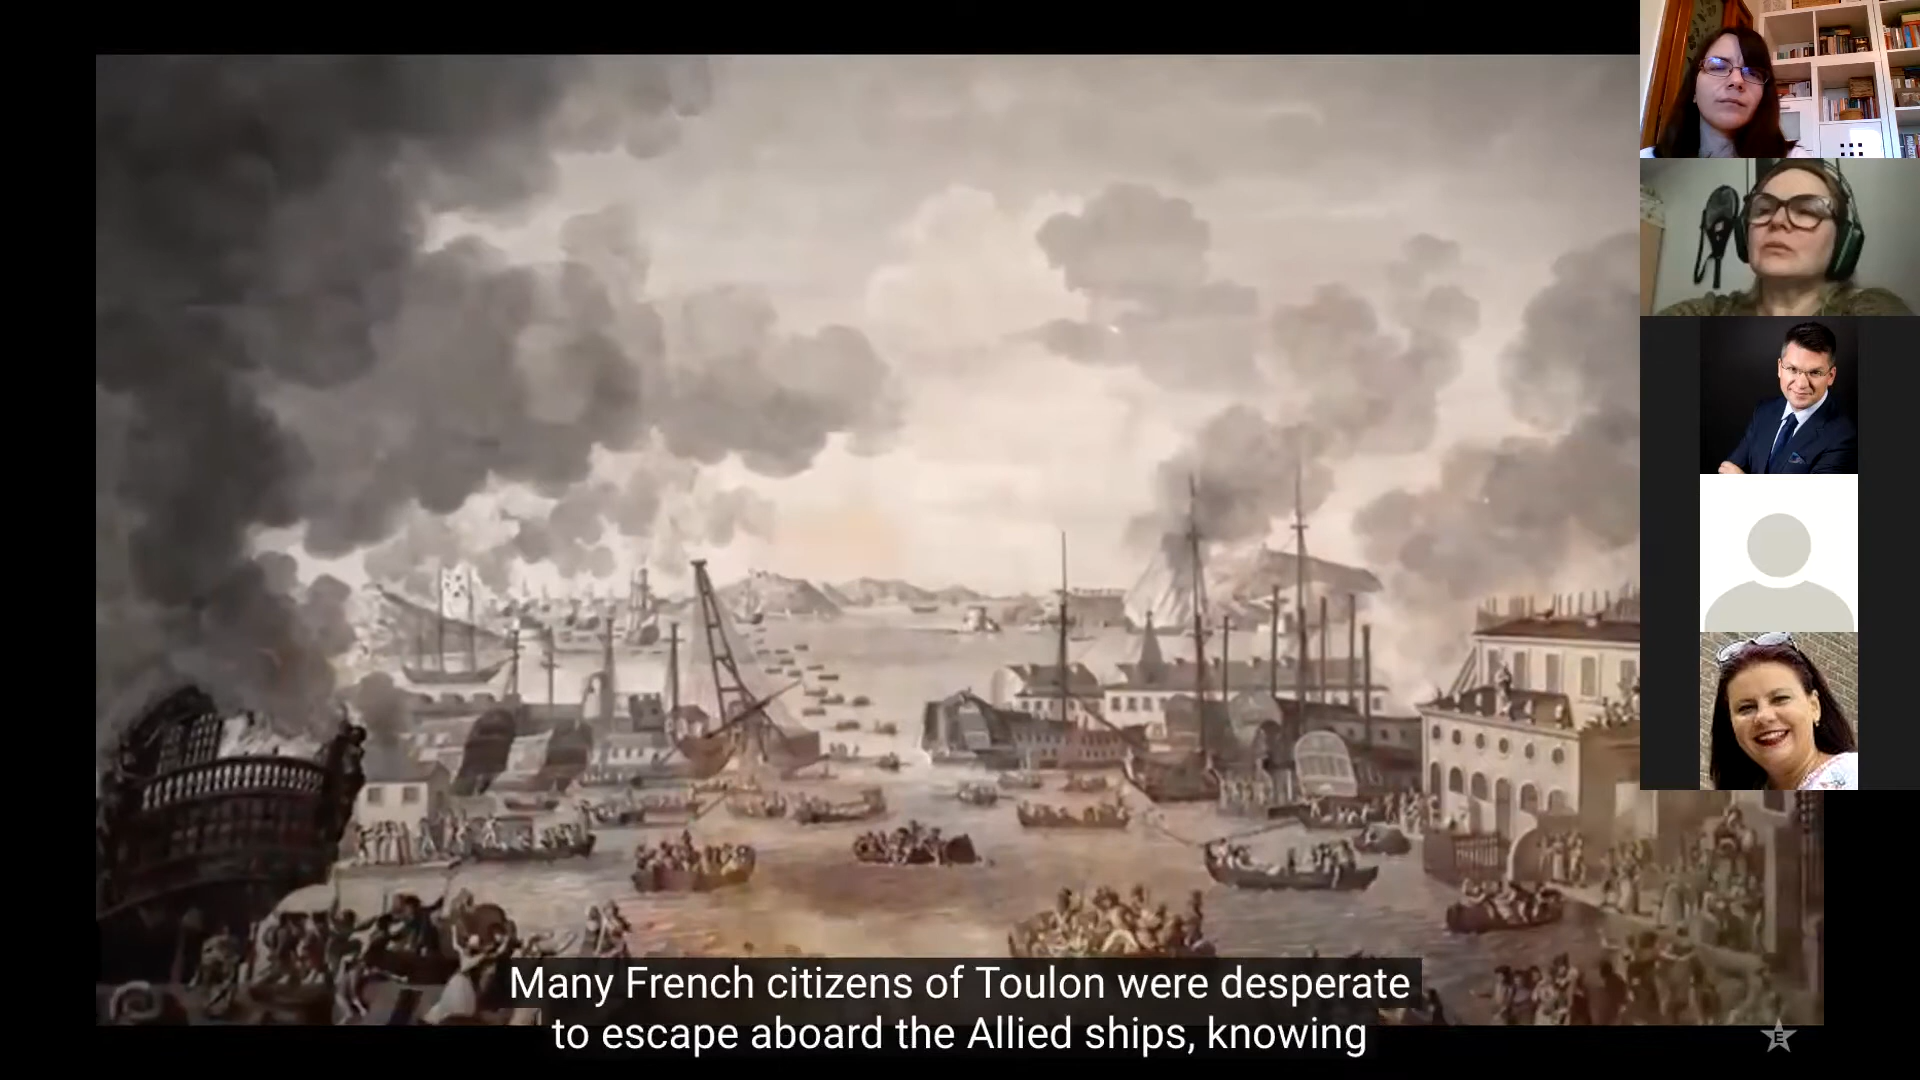 Many French citizens of Toulon were desperate
to escape aboard the Allied ships, knowing
E